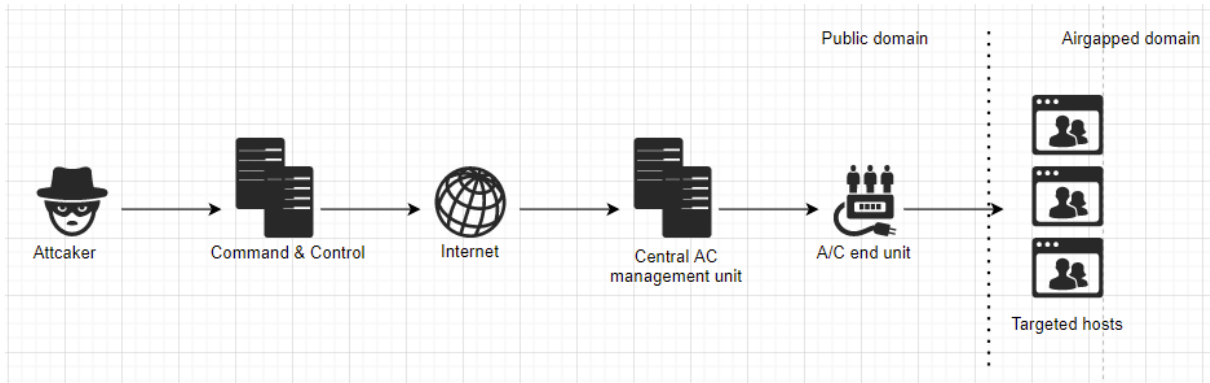 Public domain
Airgapped domain
Attcaker
Command & Control
Internet
Central AC
management unit
A/C end unit
Targeted hosts